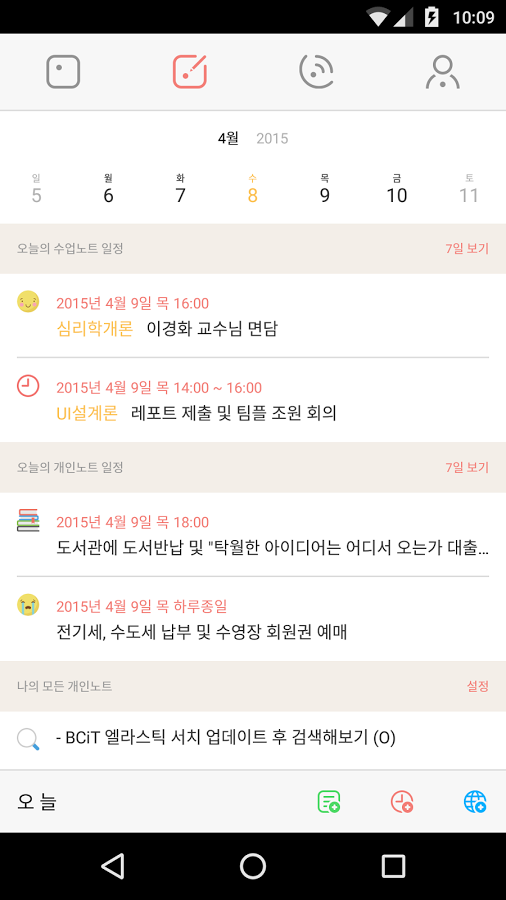 10:09
4월 2015
일 월 화 수 목 금 토
5 6 7 8 9 10 11
오늘의 수업노트 일정 7일 보기
2015년 4월 9일 목 16:00
심리학개론 이경화 교수님 면담
2015년 4월 9일 목 14:00 ~ 16:00
UI설계론 레포트 제출 및 팀플 조원 회의
오늘의 개인노트 일정 7일 보기
2015년 4월 9일 목 18:00
도서관에 도서반납 및 "탁월한 아이디어는 어디서 오는가 대출...
2015년 4월 9일 목 하루종일
전기세, 수도세 납부 및 수영장 회원권 예매
나의 모든 개인노트 설정
- BCiT 엘라스틱 서치 업데이트 후 검색해보기 (O)
오늘